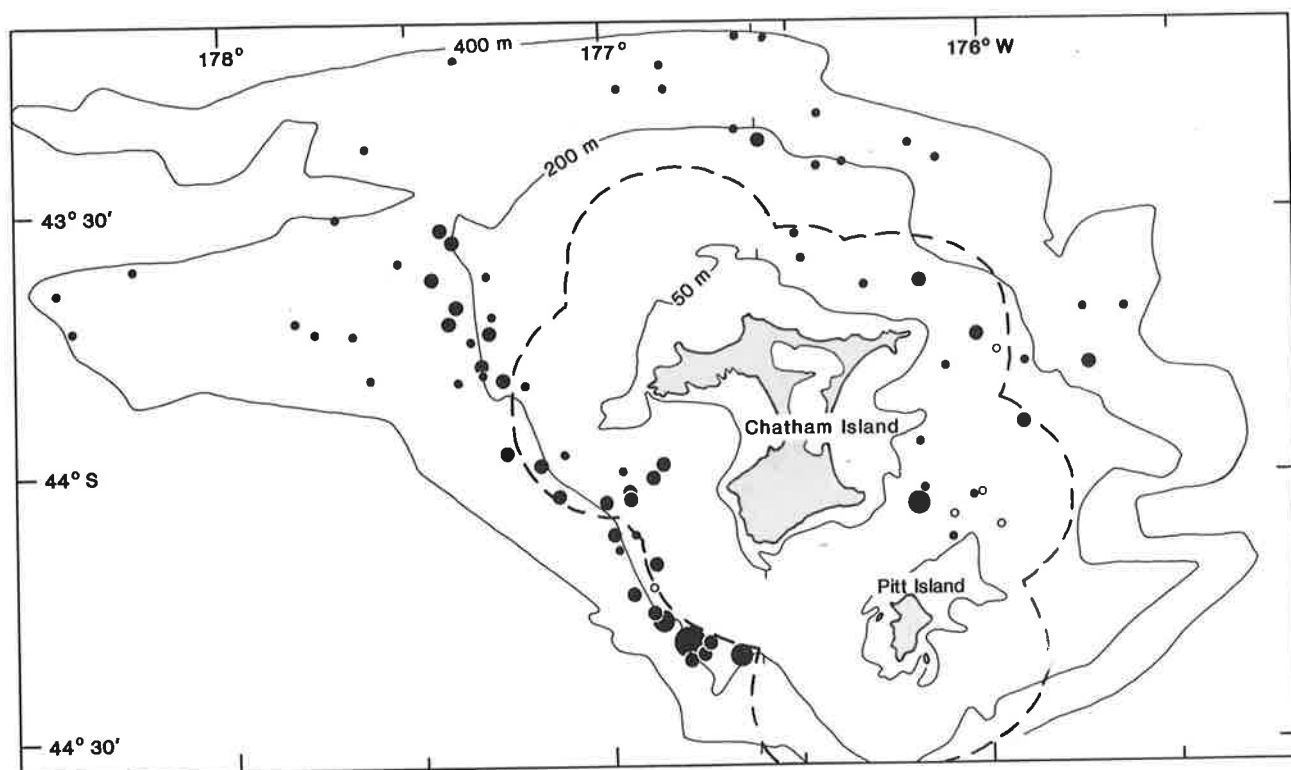 178°
400 m
177°
176° W
200 m
43° 30′
50 m
Chatham Island
44° S
Pitt Island
44° 30′